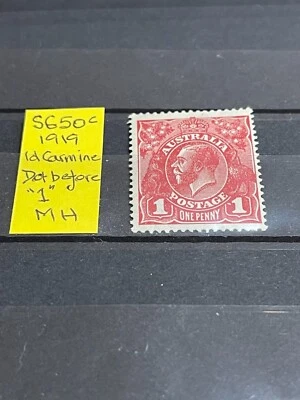 SG50c
1919
1d Carmine
Dot before
"1"
MH
AUSTRALIA
POSTAGE
1 1
ONE PENNY